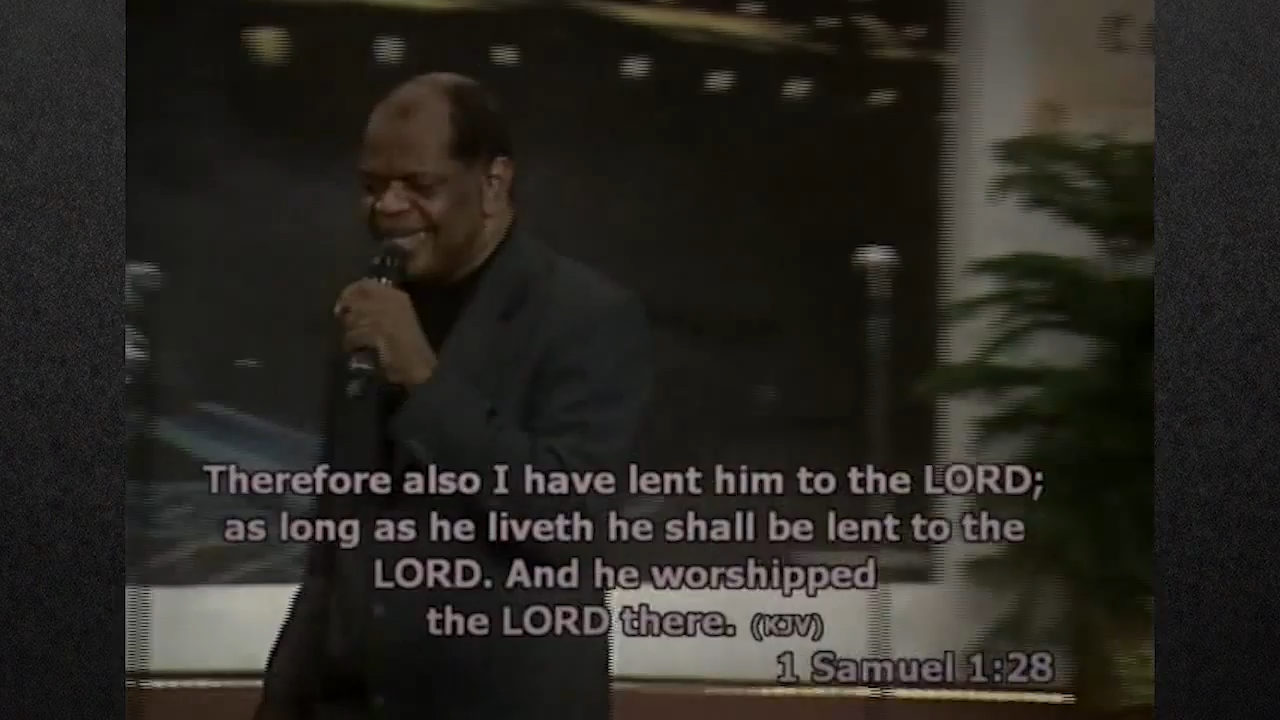 Therefore also I have lent him to the LORD;
as long as he liveth he shall be lent to the
LORD. And he worshipped
the LORD there. (KJV)
1 Samuel 1:28